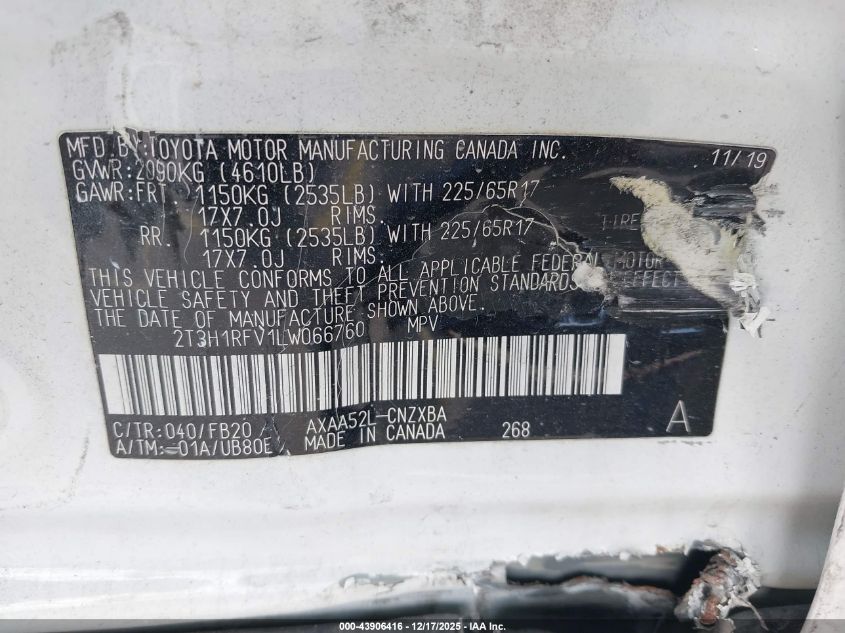 MFD.BY:TOYOTA MOTOR MANUFACTURING CANADA INC. 11/19
GVWR:2090KG (4610LB)
GAWR:FRT. 1150KG (2535LB) WITH 225/65R17 TIRE
17X7.0J RIMS.
RR. 1150KG (2535LB) WITH 225/65R17
17X7.0J RIMS.
THIS VEHICLE CONFORMS TO ALL APPLICABLE FEDERAL MOTOR
VEHICLE SAFETY AND THEFT PREVENTION STANDARDS EFFECT
THE DATE OF MANUFACTURE SHOWN ABOVE.
2T3H1RFV1LW066760 MPV
C/TR:040/FB20 AXAA52L-CNZXBA
A/TM:-01A/UB80E MADE IN CANADA 268 A
000-43906416 - 12/17/2025 - IAA Inc.